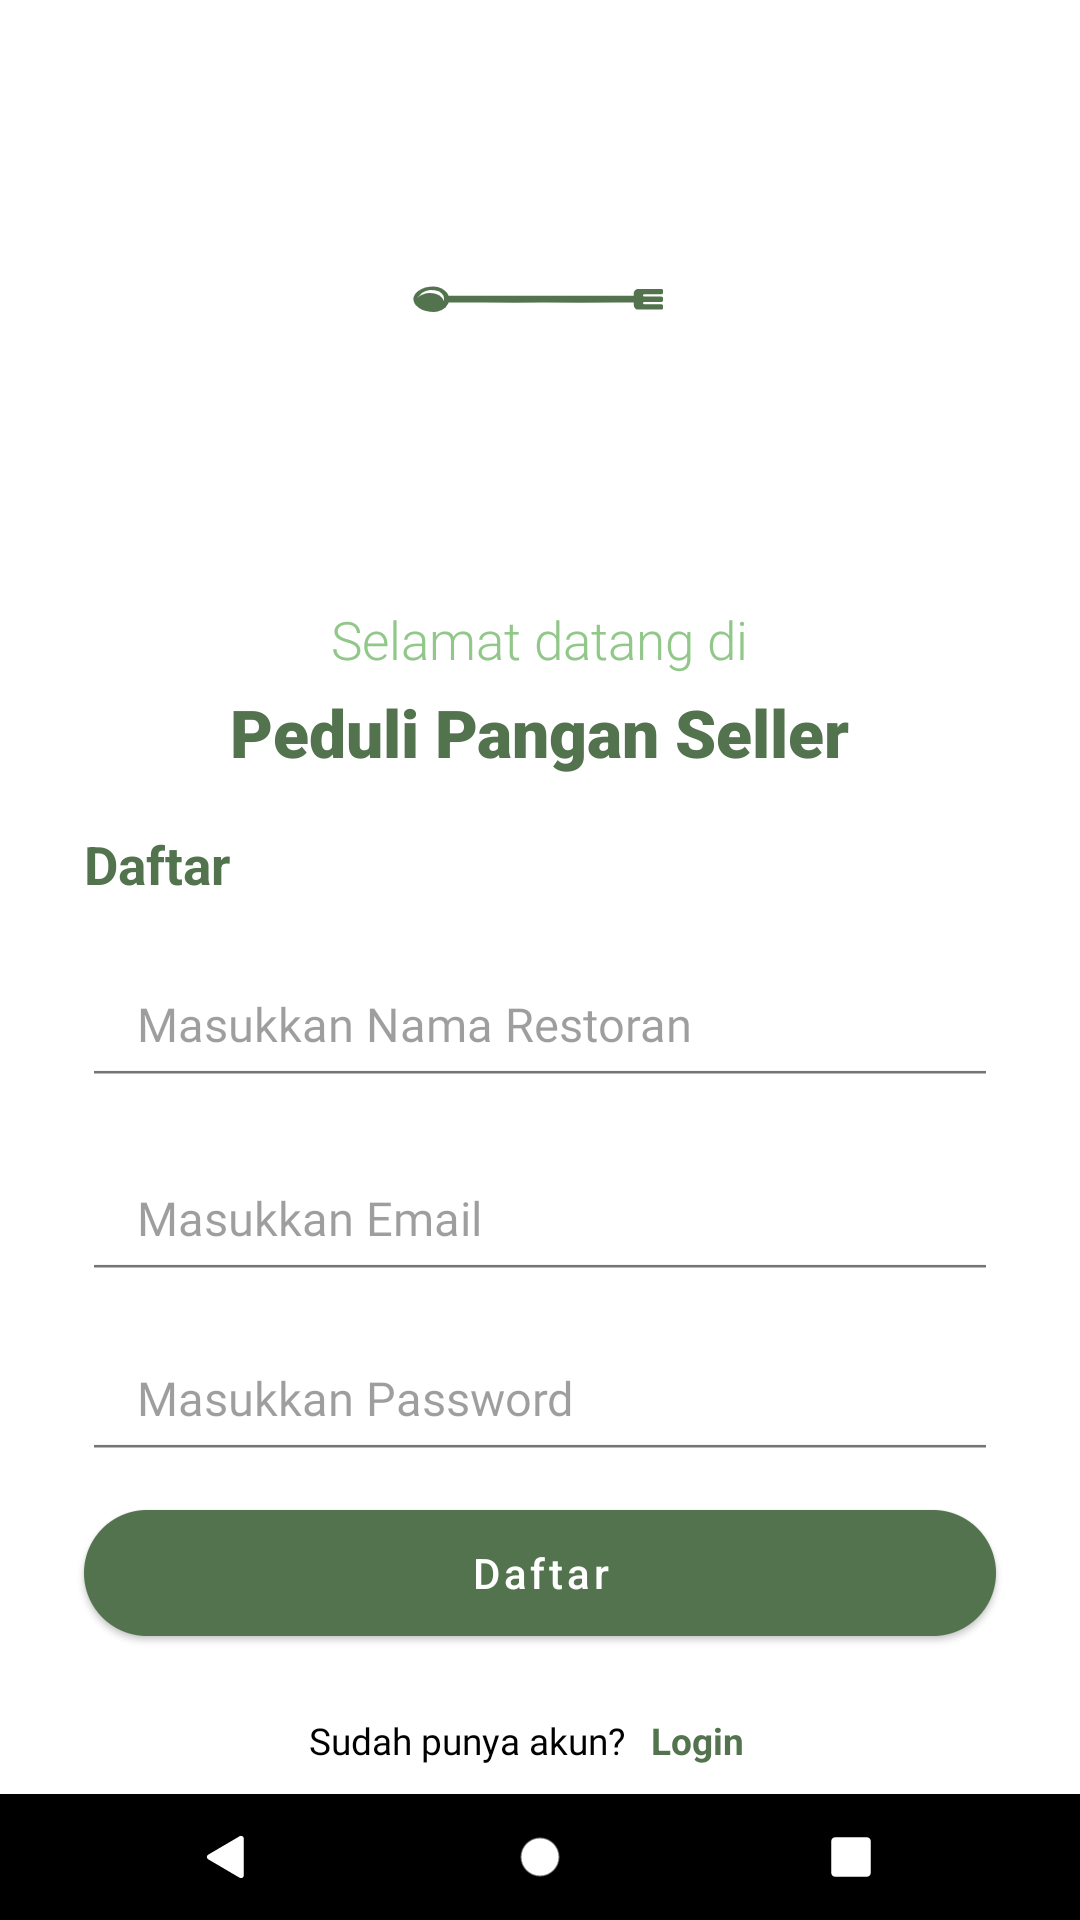 Selamat datang di
Peduli Pangan Seller
Daftar
Masukkan Nama Restoran
Masukkan Email
Masukkan Password
Daftar
Sudah punya akun? Login